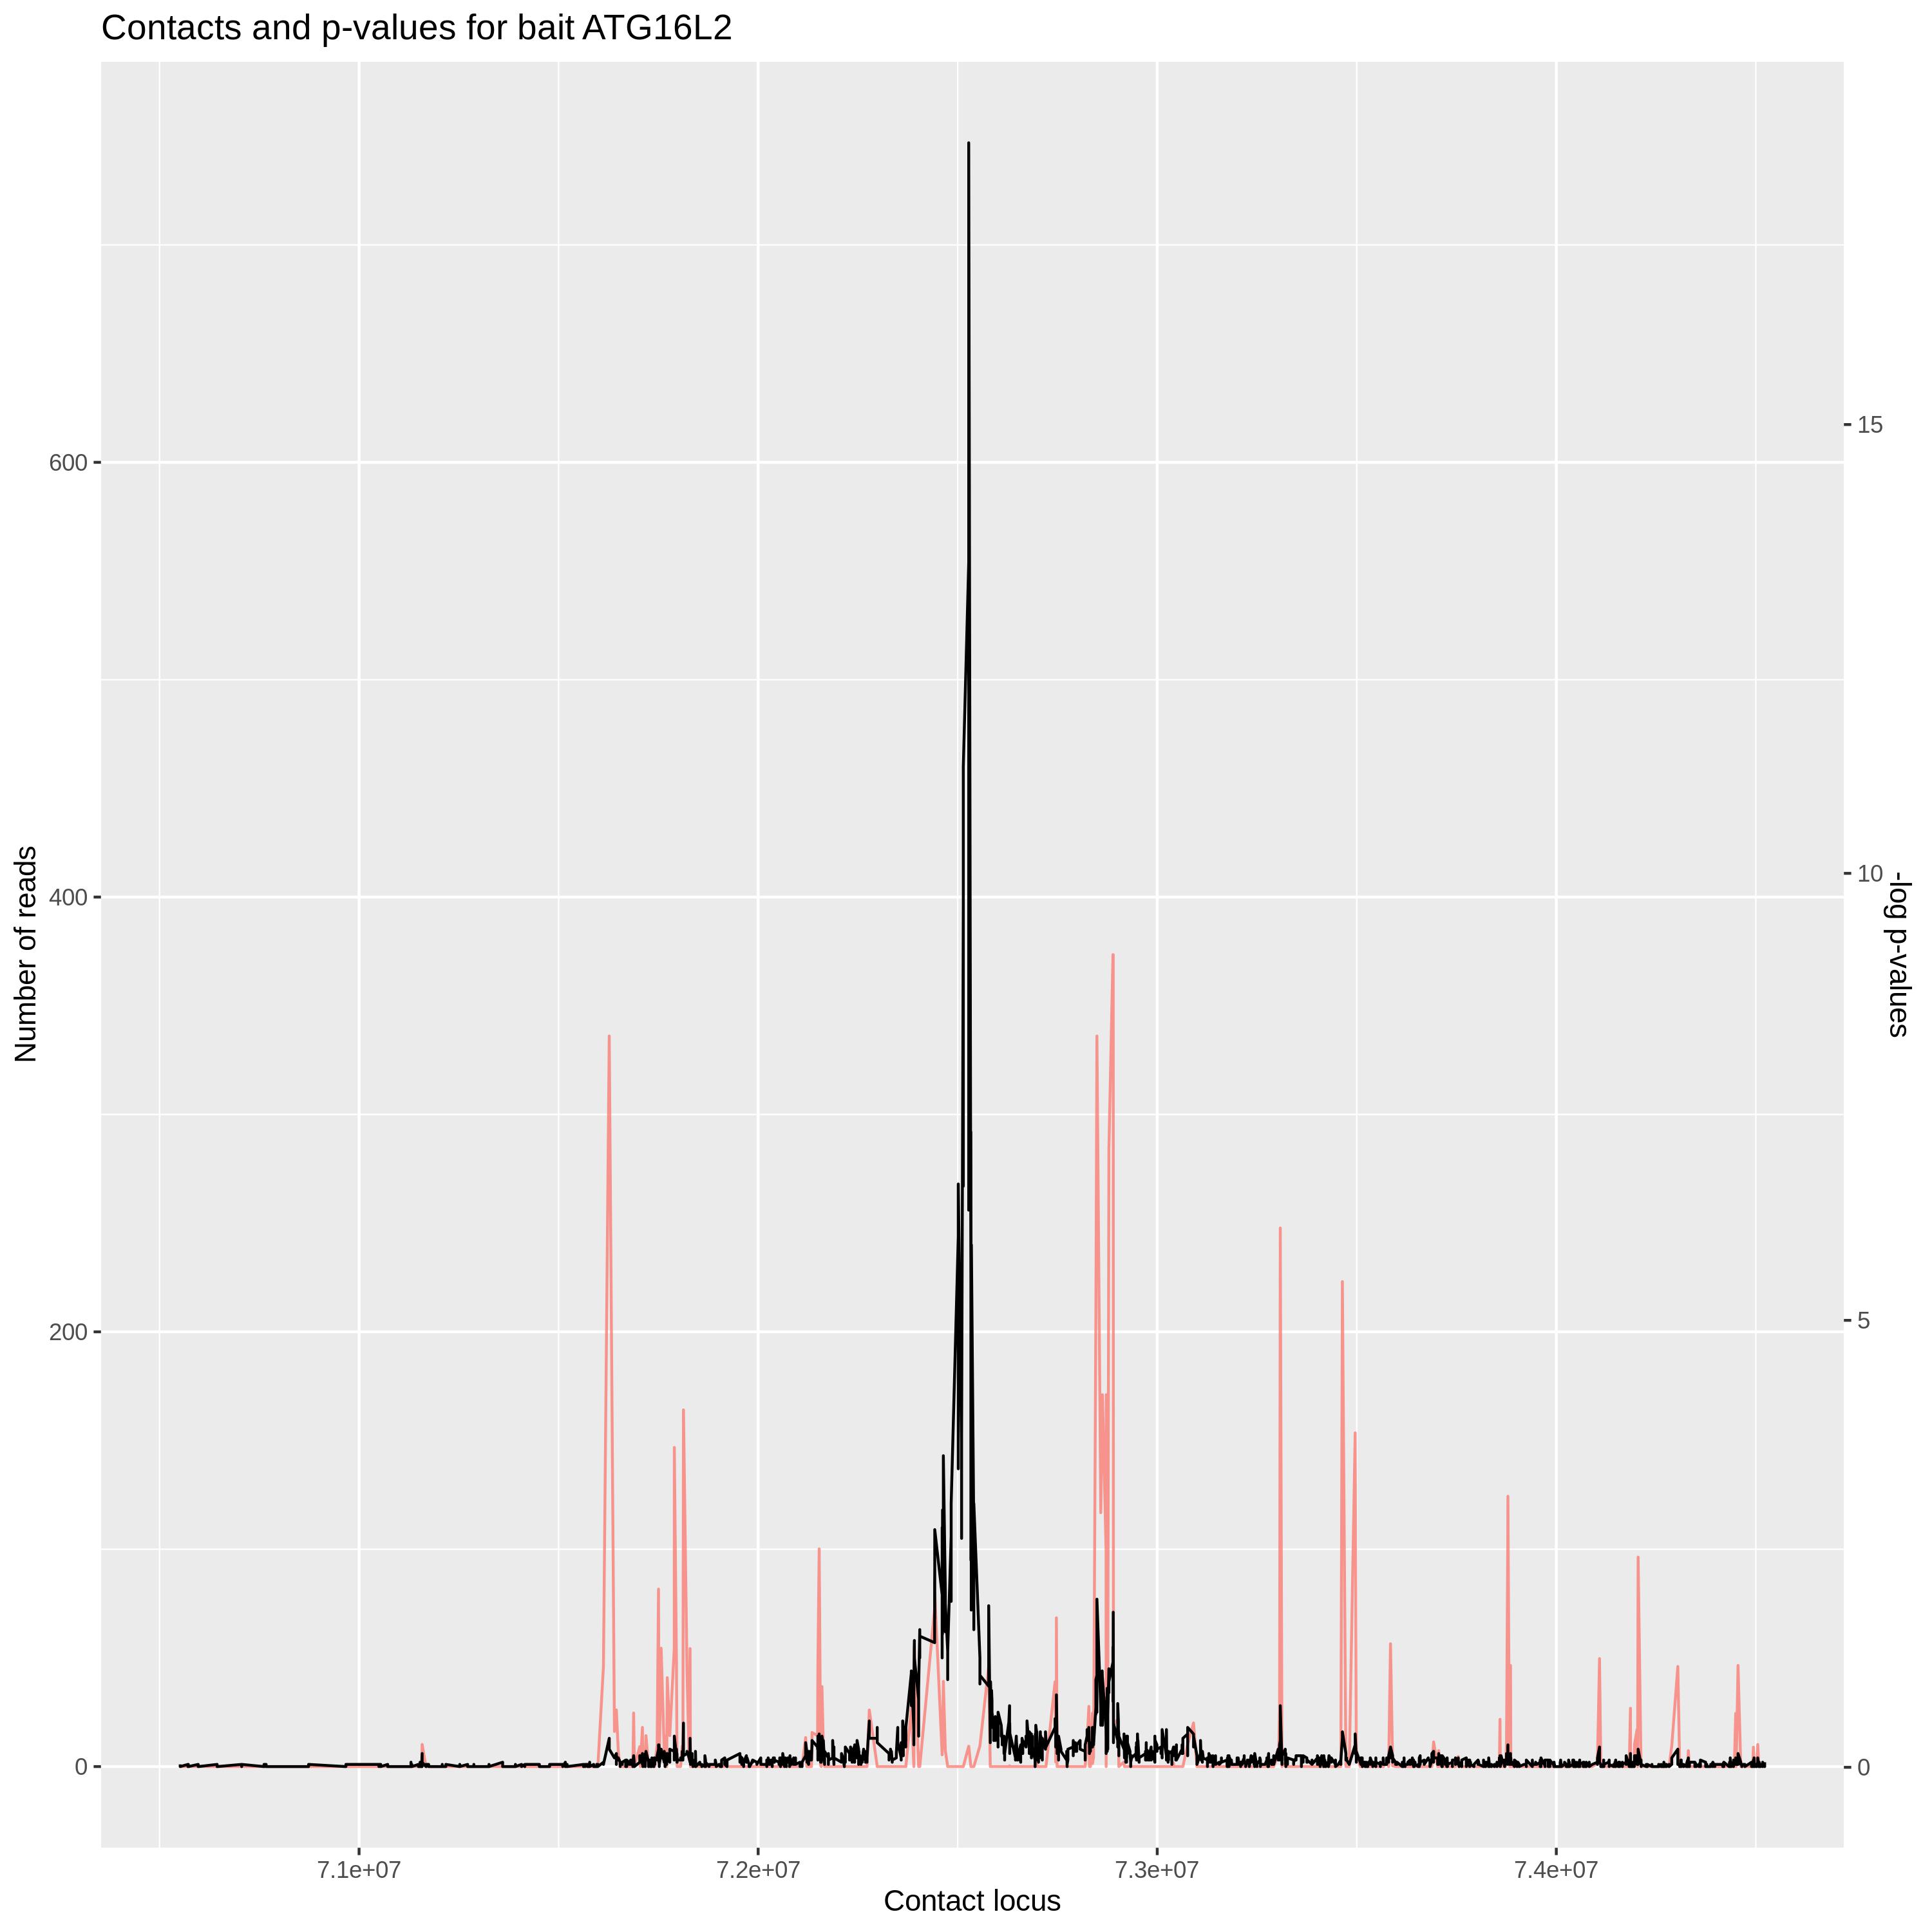 Contacts and p-values for bait ATG16L2
Number of reads
600
400
200
0
15
10
5
0
-log p-values
7.1e+07
7.2e+07
7.3e+07
7.4e+07
Contact locus